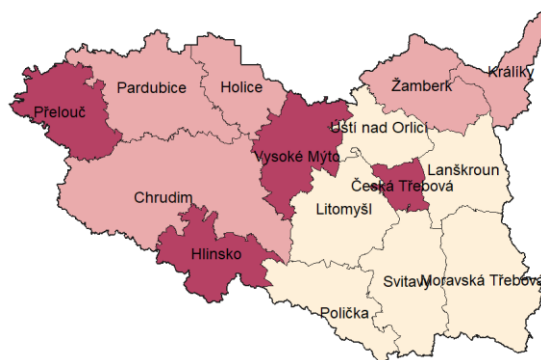 Králíky
Pardubice
Holice
Žamberk
Přelouč
Ústí nad Orlicí
Vysoké Mýto
Lanškroun
Česká Třebová
Chrudim
Litomyšl
Hlinsko
Svitavy
Moravská Třebová
Polička